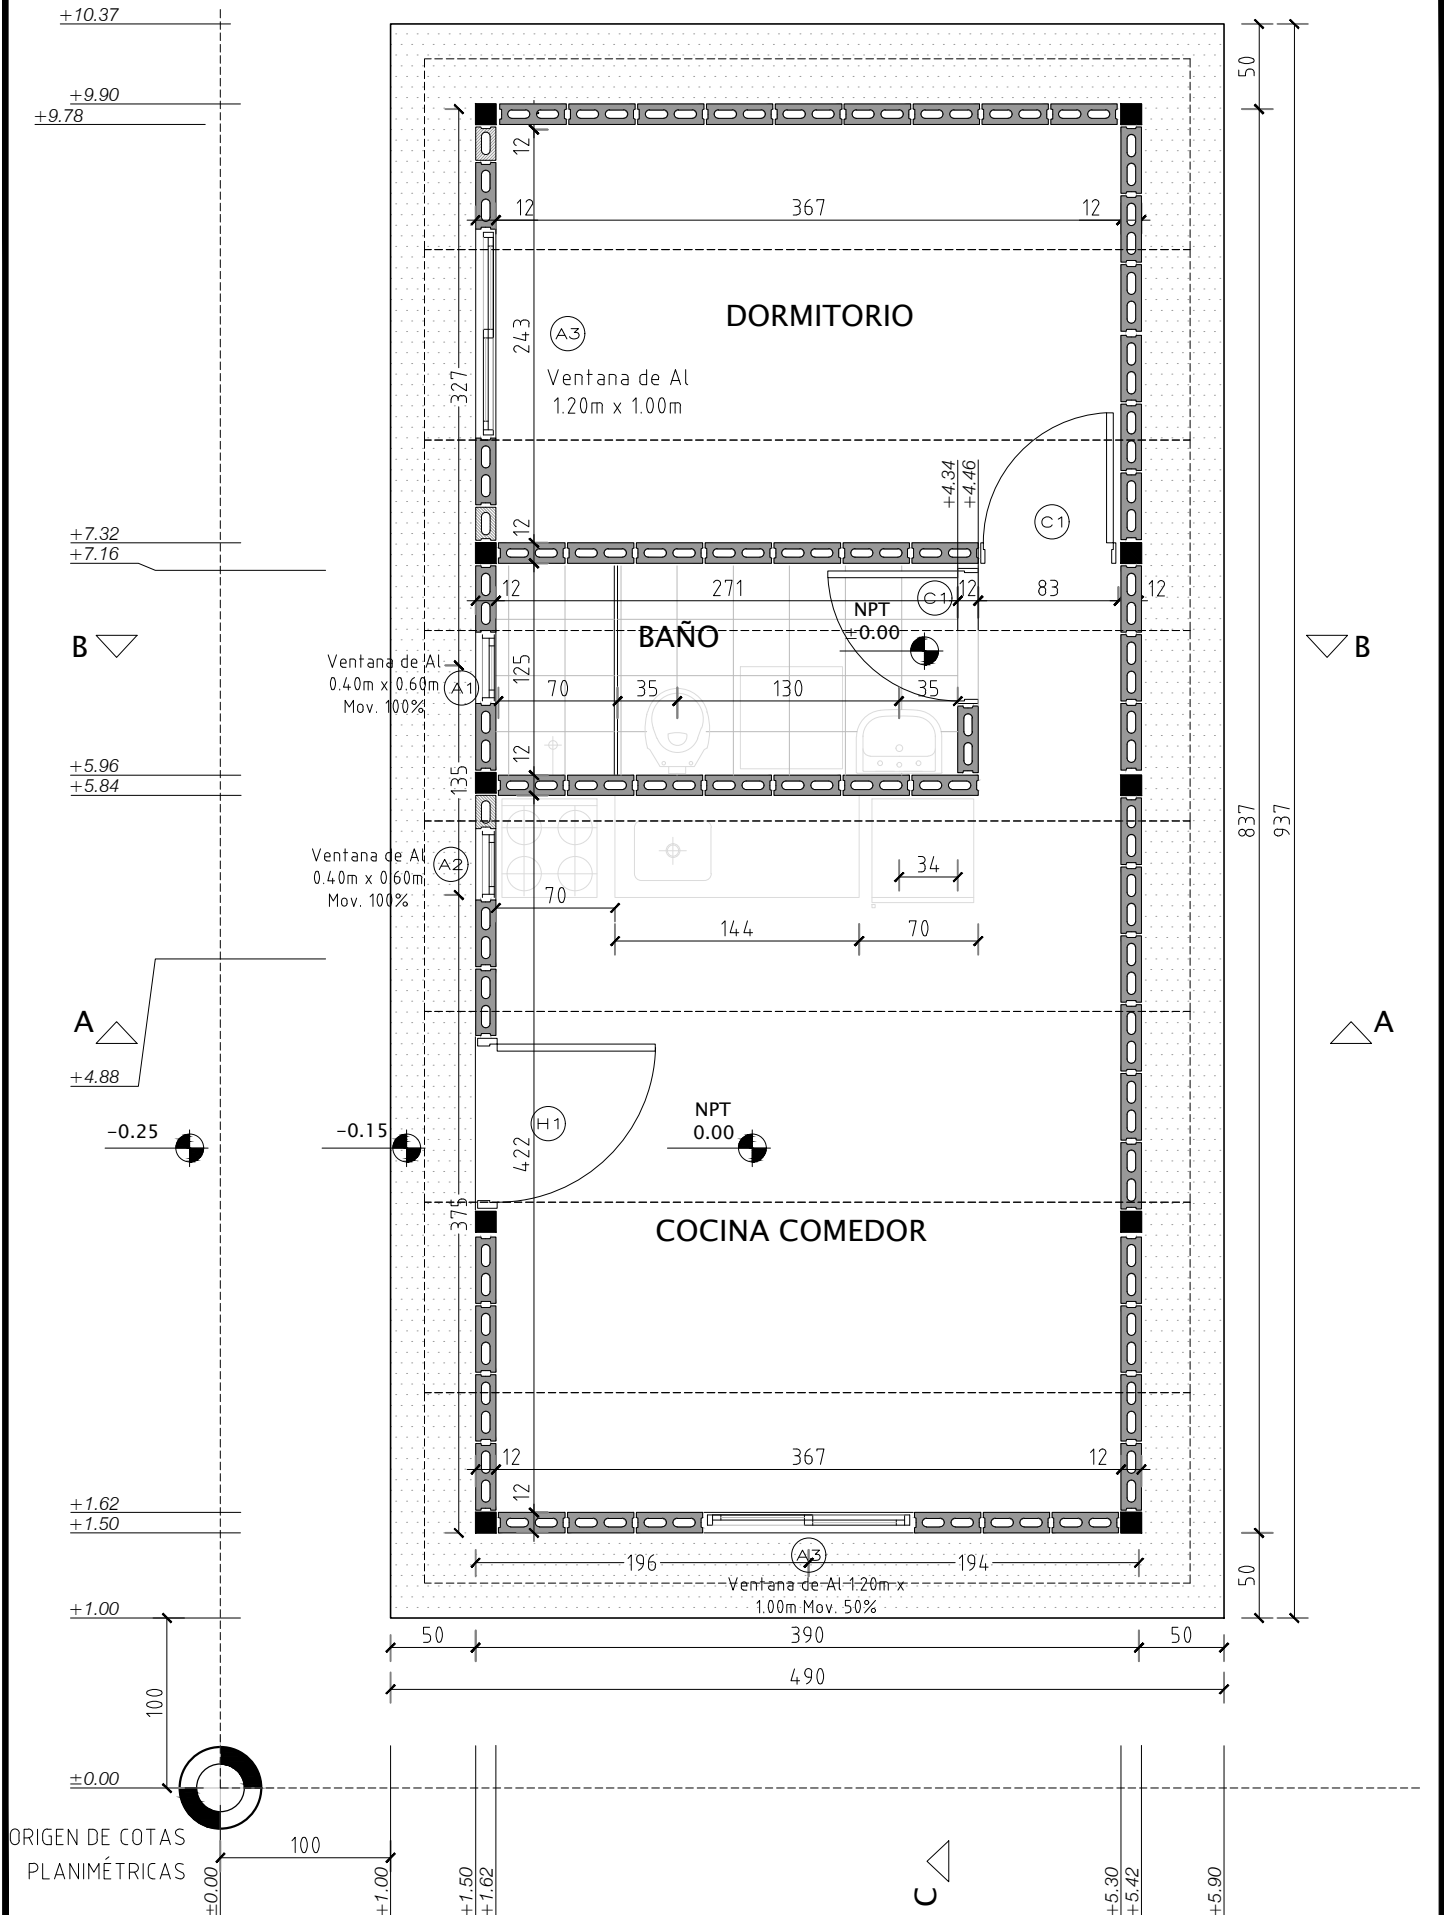 +10.37
50
+9.90
+9.78
12
12
367
12
DORMITORIO
A3
243
327
Ventana de Al
1.20m x 1.00m
+4.34
+4.46
C1
12
+7.32
+7.16
12
271
12
83
12
C1
NPT
±0.00
B
BAÑO
B
Ventana de Al
0.40m x 0.60m
Mov. 100%
A1
125
70
35
130
35
12
+5.96
+5.84
135
837
937
Ventana de Al
0.40m x 0.60m
Mov. 100%
A2
34
70
144
70
A
A
+4.88
-0.25
-0.15
H1
NPT
0.00
422
375
COCINA COMEDOR
12
367
12
12
+1.62
+1.50
196
A3
194
50
Ventana de Al 1.20m x
1.00m Mov. 50%
+1.00
50
390
50
490
100
±0.00
ORIGEN DE COTAS
PLANIMÉTRICAS
100
C
±0.00
+1.00
+1.50
+1.62
+5.30
+5.42
+5.90